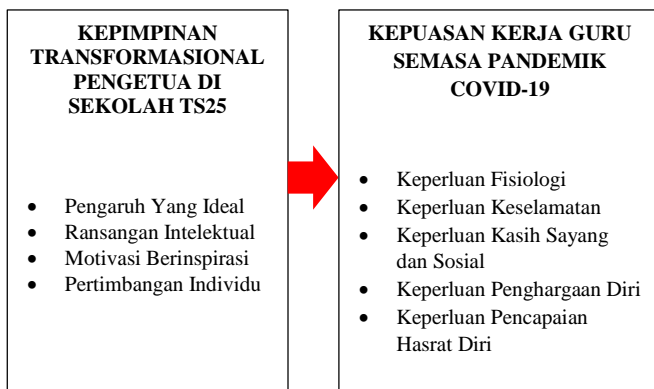 KEPIMPINAN
TRANSFORMASIONAL
PENGETUA DI
SEKOLAH TS25
• Pengaruh Yang Ideal
• Ransangan Intelektual
• Motivasi Berinspirasi
• Pertimbangan Individu
KEPUASAN KERJA GURU
SEMASA PANDEMIK
COVID-19
• Keperluan Fisiologi
• Keperluan Keselamatan
• Keperluan Kasih Sayang
dan Sosial
• Keperluan Penghargaan Diri
• Keperluan Pencapaian
Hasrat Diri